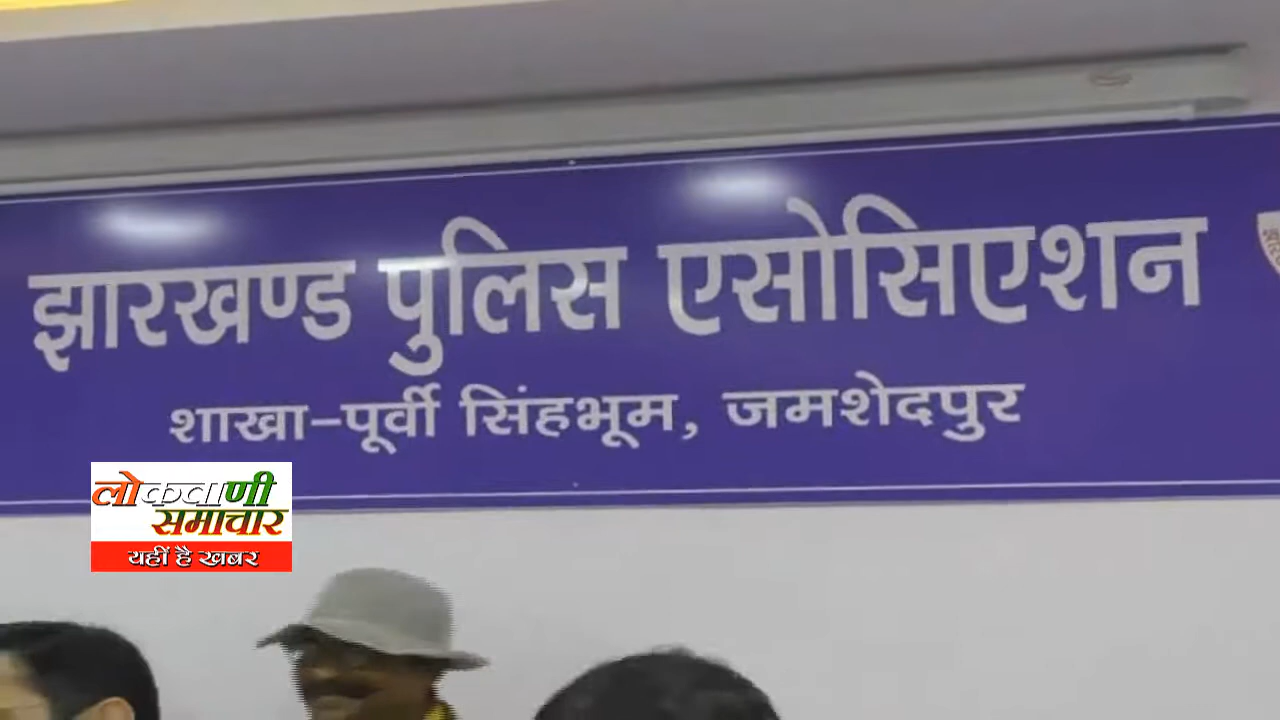 झारखण्ड पुलिस एसोसिएशन
शाखा-पूर्वी सिंहभूम, जमशेदपुर
लोकवाणी
समाचार
यहीं है खबर